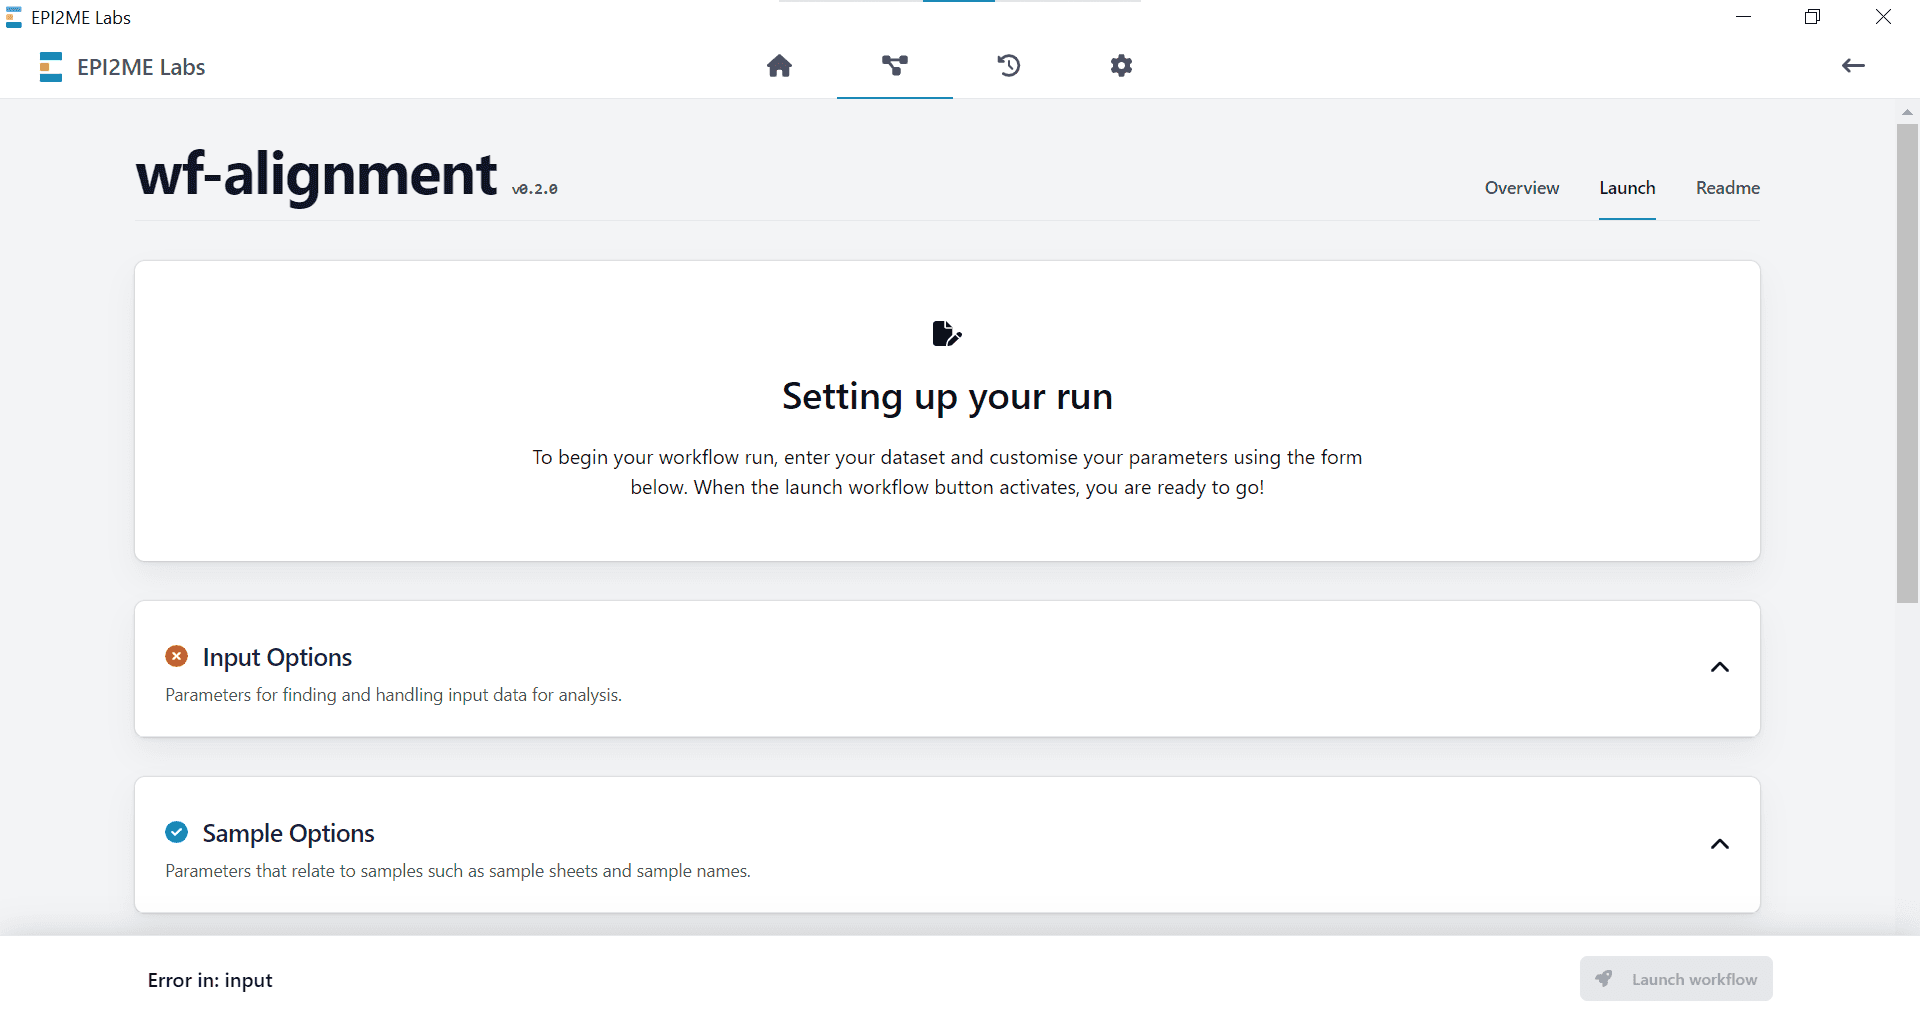 EPI2ME Labs
EPI2ME Labs
wf-alignment v0.2.0
Overview Launch Readme
Setting up your run
To begin your workflow run, enter your dataset and customise your parameters using the form
below. When the launch workflow button activates, you are ready to go!
Input Options
Parameters for finding and handling input data for analysis.
Sample Options
Parameters that relate to samples such as sample sheets and sample names.
Error in: input
Launch workflow